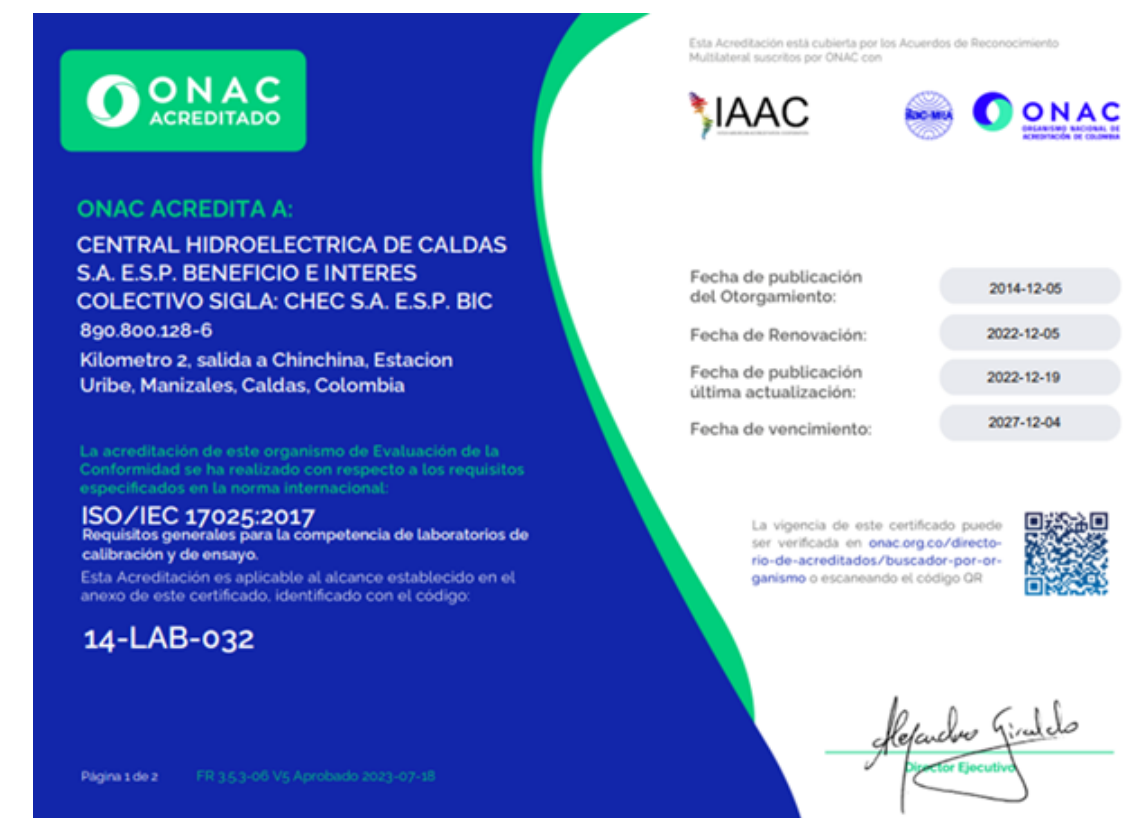 ONAC
ACREDITADO
ONAC ACREDITA A:
CENTRAL HIDROELECTRICA DE CALDAS
S.A. E.S.P. BENEFICIO E INTERES
COLECTIVO SIGLA: CHEC S.A. E.S.P. BIC
890.800.128-6
Kilometro 2, salida a Chinchina, Estacion
Uribe, Manizales, Caldas, Colombia
La acreditación de este organismo de Evaluación de la
Conformidad se ha realizado con respecto a los requisitos
especificados en la norma internacional:
ISO/IEC 17025:2017
Requisitos generales para la competencia de laboratorios de
calibración y de ensayo.
Esta Acreditación es aplicable al alcance establecido en el
anexo de este certificado, identificado con el código:
14-LAB-032
Página 1 de 2 FR 3.5.3-06 V5 Aprobado 2023-07-18
Esta Acreditación está cubierta por los Acuerdos de Reconocimiento
Multilateral suscritos por ONAC con
IAAC
ilac-MRA
ONAC
ORGANISMO NACIONAL DE
ACREDITACIÓN DE COLOMBIA
Fecha de publicación
del Otorgamiento: 2014-12-05
Fecha de Renovación: 2022-12-05
Fecha de publicación
última actualización: 2022-12-19
Fecha de vencimiento: 2027-12-04
La vigencia de este certificado puede
ser verificada en onac.org.co/directo-
rio-de-acreditados/buscador-por-or-
ganismo o escaneando el código QR
Alejandro Giraldo
Director Ejecutivo